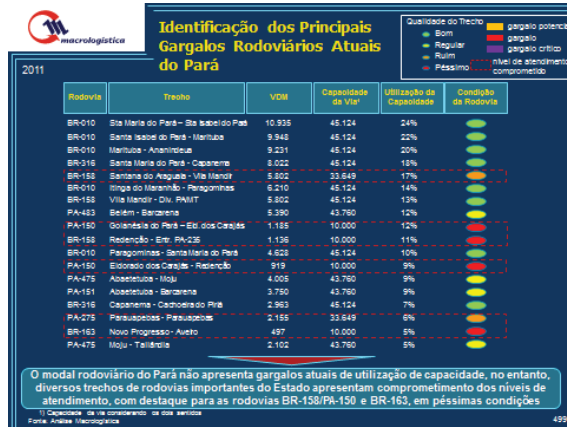 macrologística
Identificação dos Principais
Gargalos Rodoviários Atuais
do Pará
Qualidade do Trecho
Bom
Regular
Ruim
Péssimo
gargalo potencial
gargalo
gargalo crítico
nível de atendimento
comprometido
2011
Rodovia Trecho VDM Capacidade da Via¹ Utilização da Capacidade Condição da Rodovia
BR-010 Sta Maria do Pará – Sta Isabel do Pará 10.935 45.124 24%
BR-010 Santa Isabel do Pará - Marituba 9.948 45.124 22%
BR-010 Marituba - Ananindeua 9.231 45.124 20%
BR-316 Santa Maria do Pará - Capanema 8.022 45.124 18%
BR-158 Santana do Araguaia - Vila Mandir 5.802 33.649 17%
BR-010 Itinga do Maranhão - Paragominas 6.210 45.124 14%
BR-158 Vila Mandir - Div. PA/MT 5.802 45.124 13%
PA-483 Belém - Barcarena 5.390 43.760 12%
PA-150 Goianésia do Pará – Eld. dos Carajás 1.185 10.000 12%
BR-158 Redenção - Entr. PA-235 1.136 10.000 11%
BR-010 Paragominas - Santa Maria do Pará 4.628 45.124 10%
PA-150 Eldorado dos Carajás - Redenção 919 10.000 9%
PA-475 Abaetetuba - Moju 4.005 43.760 9%
PA-151 Abaetetuba - Barcarena 3.750 43.760 9%
BR-316 Capanema - Cachoeira do Piriá 2.963 45.124 7%
PA-275 Parauapebas - Parauapebas 2.155 33.649 6%
BR-163 Novo Progresso - Aveiro 497 10.000 5%
PA-475 Moju - Tailândia 2.102 43.760 5%
O modal rodoviário do Pará não apresenta gargalos atuais de utilização de capacidade, no entanto,
diversos trechos de rodovias importantes do Estado apresentam comprometimento dos níveis de
atendimento, com destaque para as rodovias BR-158/PA-150 e BR-163, em péssimas condições
1) Capacidade da via considerando os dois sentidos
Fonte: Análise Macrologística
499